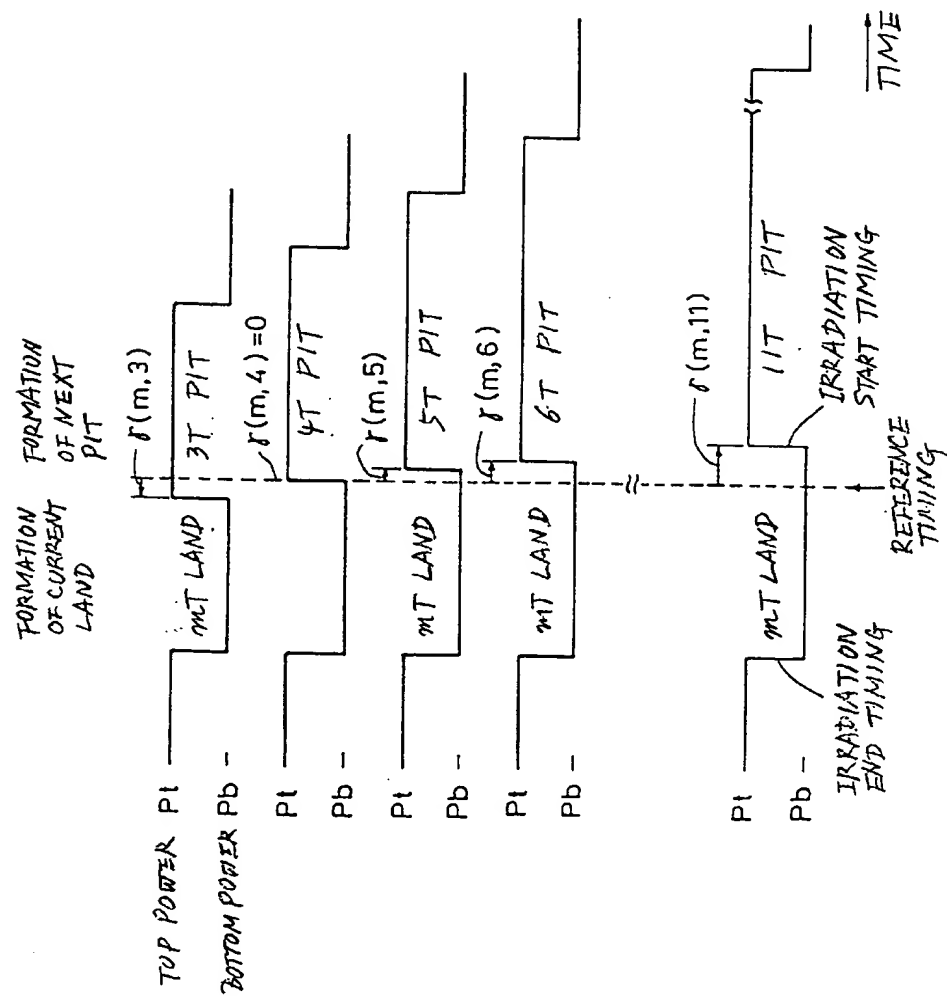 FORMATION
OF CURRENT
LAND
FORMATION
OF NEXT
PIT
TOP POWER Pt
BOTTOM POWER Pb
mT LAND
γ(m,3)
3T PIT
Pt
Pb
γ(m,4)=0
4T PIT
Pt
Pb
mT LAND
γ(m,5)
5T PIT
Pt
Pb
mT LAND
γ(m,6)
6T PIT
Pt
Pb
mT LAND
γ(m,11)
11T PIT
IRRADIATION
END TIMING
IRRADIATION
START TIMING
REFERENCE
TIMING
TIME